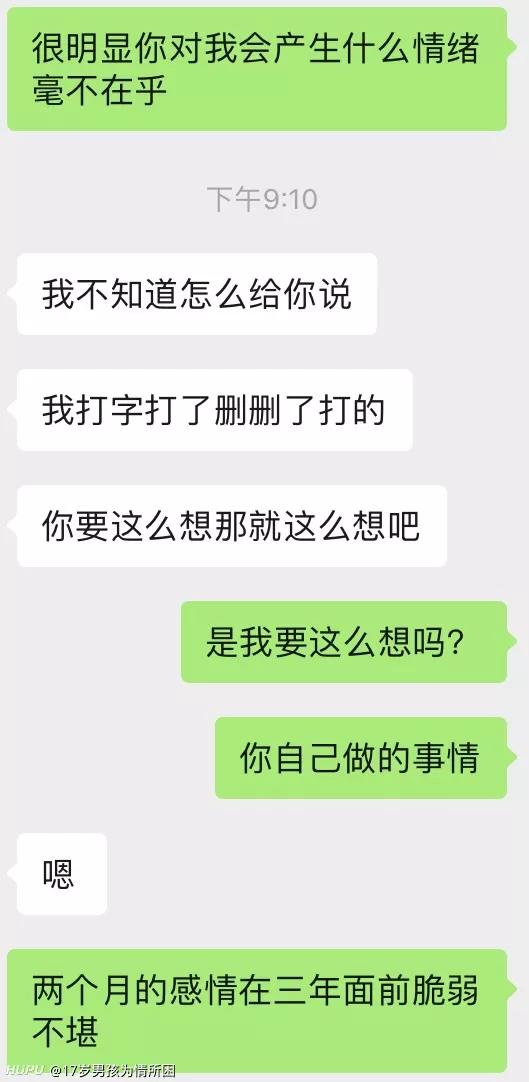 很明显你对我会产生什么情绪
毫不在乎
下午9:10
我不知道怎么给你说
我打字打了删删了打的
你要这么想那就这么想吧
是我要这么想吗?
你自己做的事情
嗯
两个月的感情在三年面前脆弱
不堪
HUPU @17岁男孩为情所困